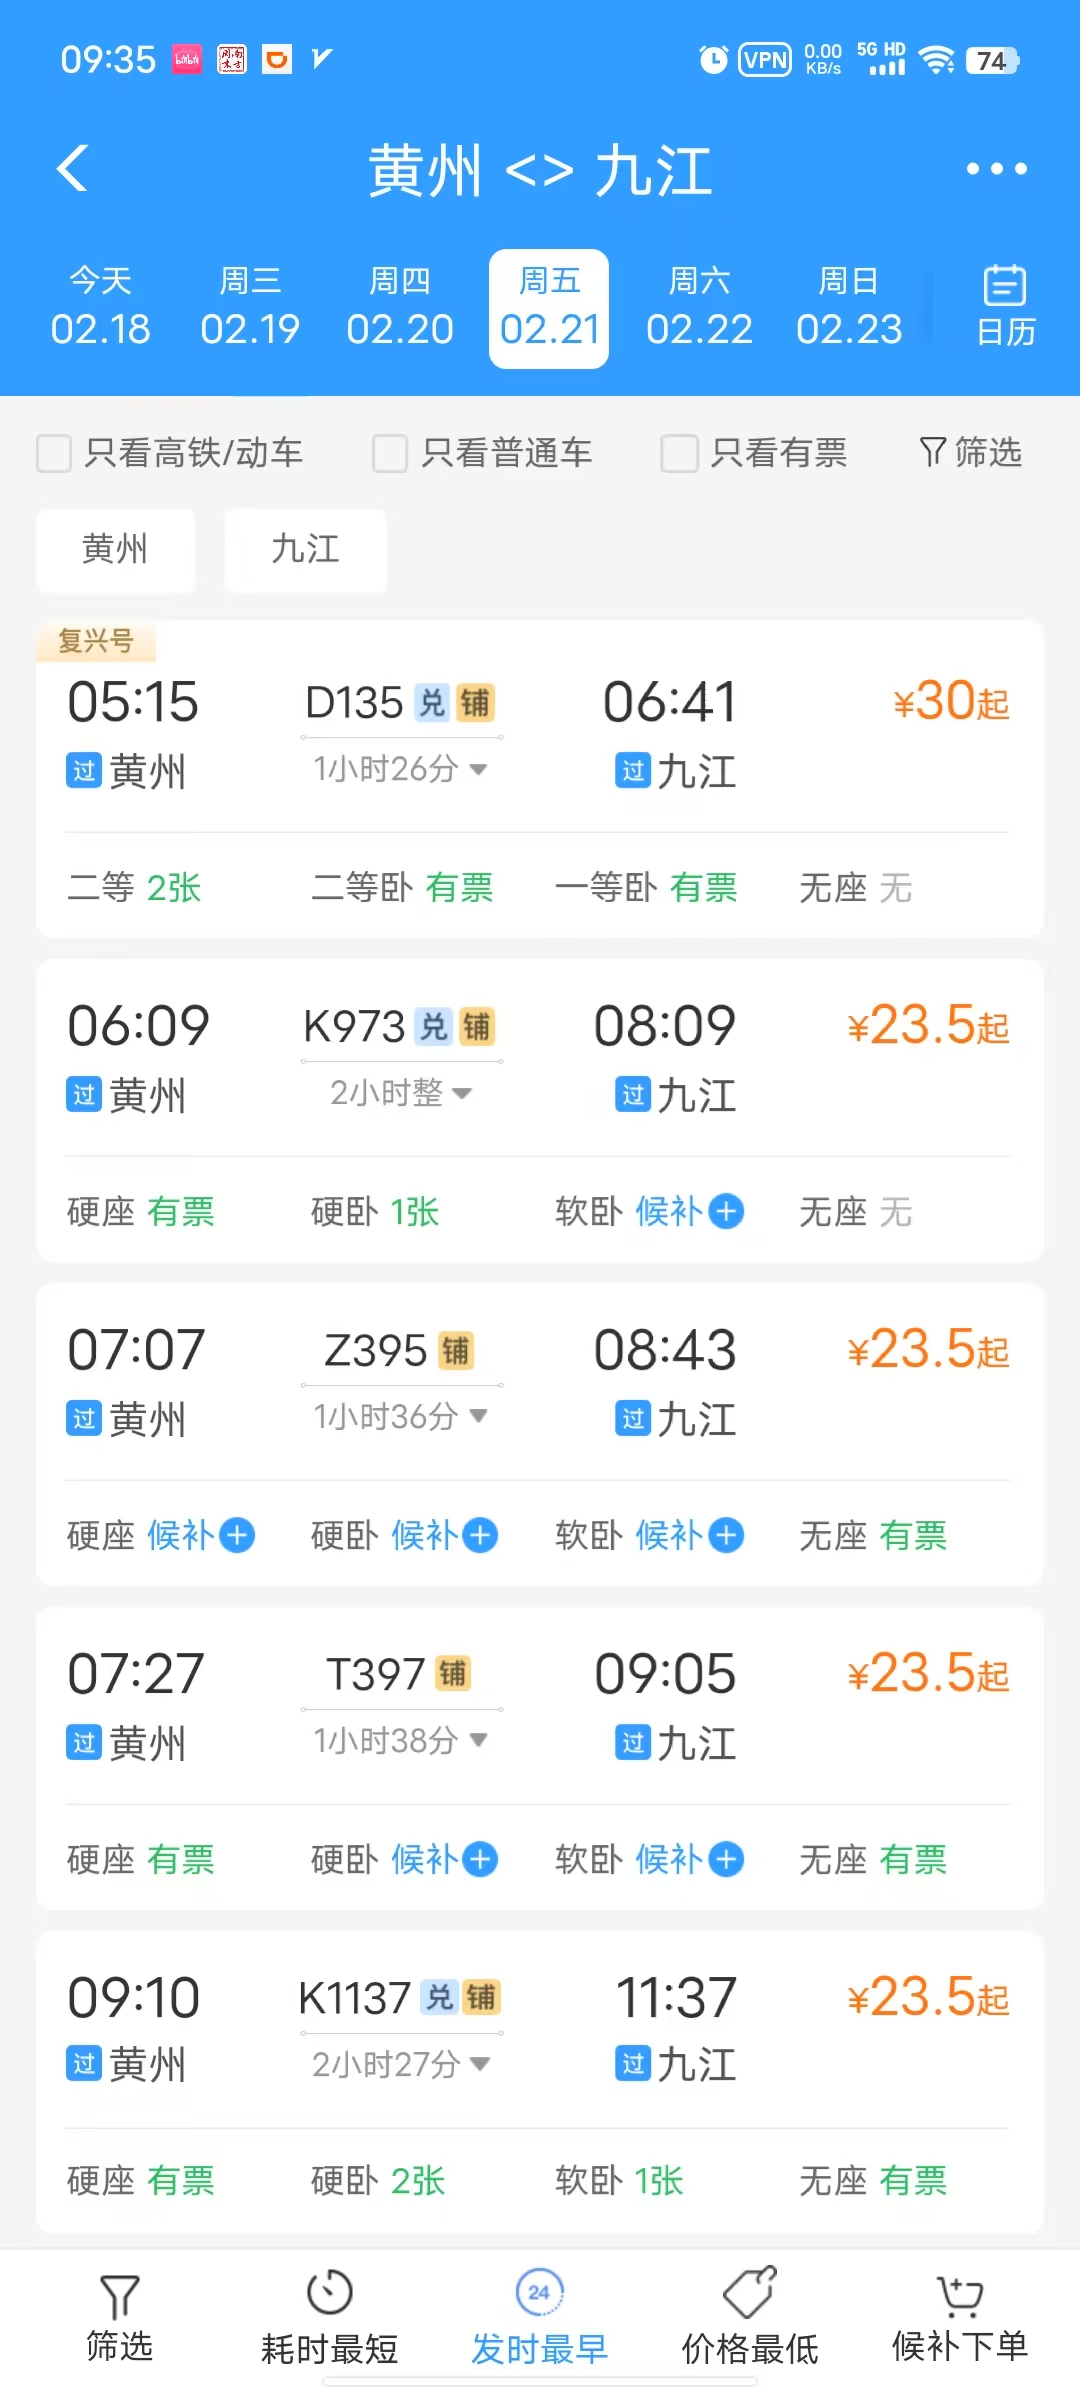 09:35 VPN 0.00 KB/s 5G HD 74
黄州 <> 九江
今天 周三 周四 周五 周六 周日
02.18 02.19 02.20 02.21 02.22 02.23 日历
只看高铁/动车 只看普通车 只看有票 筛选
黄州 九江
复兴号
05:15 D135 兑 铺 06:41 ¥30起
过 黄州 1小时26分 过 九江
二等 2张 二等卧 有票 一等卧 有票 无座 无
06:09 K973 兑 铺 08:09 ¥23.5起
过 黄州 2小时整 过 九江
硬座 有票 硬卧 1张 软卧 候补 无座 无
07:07 Z395 铺 08:43 ¥23.5起
过 黄州 1小时36分 过 九江
硬座 候补 硬卧 候补 软卧 候补 无座 有票
07:27 T397 铺 09:05 ¥23.5起
过 黄州 1小时38分 过 九江
硬座 有票 硬卧 候补 软卧 候补 无座 有票
09:10 K1137 兑 铺 11:37 ¥23.5起
过 黄州 2小时27分 过 九江
硬座 有票 硬卧 2张 软卧 1张 无座 有票
24
筛选 耗时最短 发时最早 价格最低 候补下单